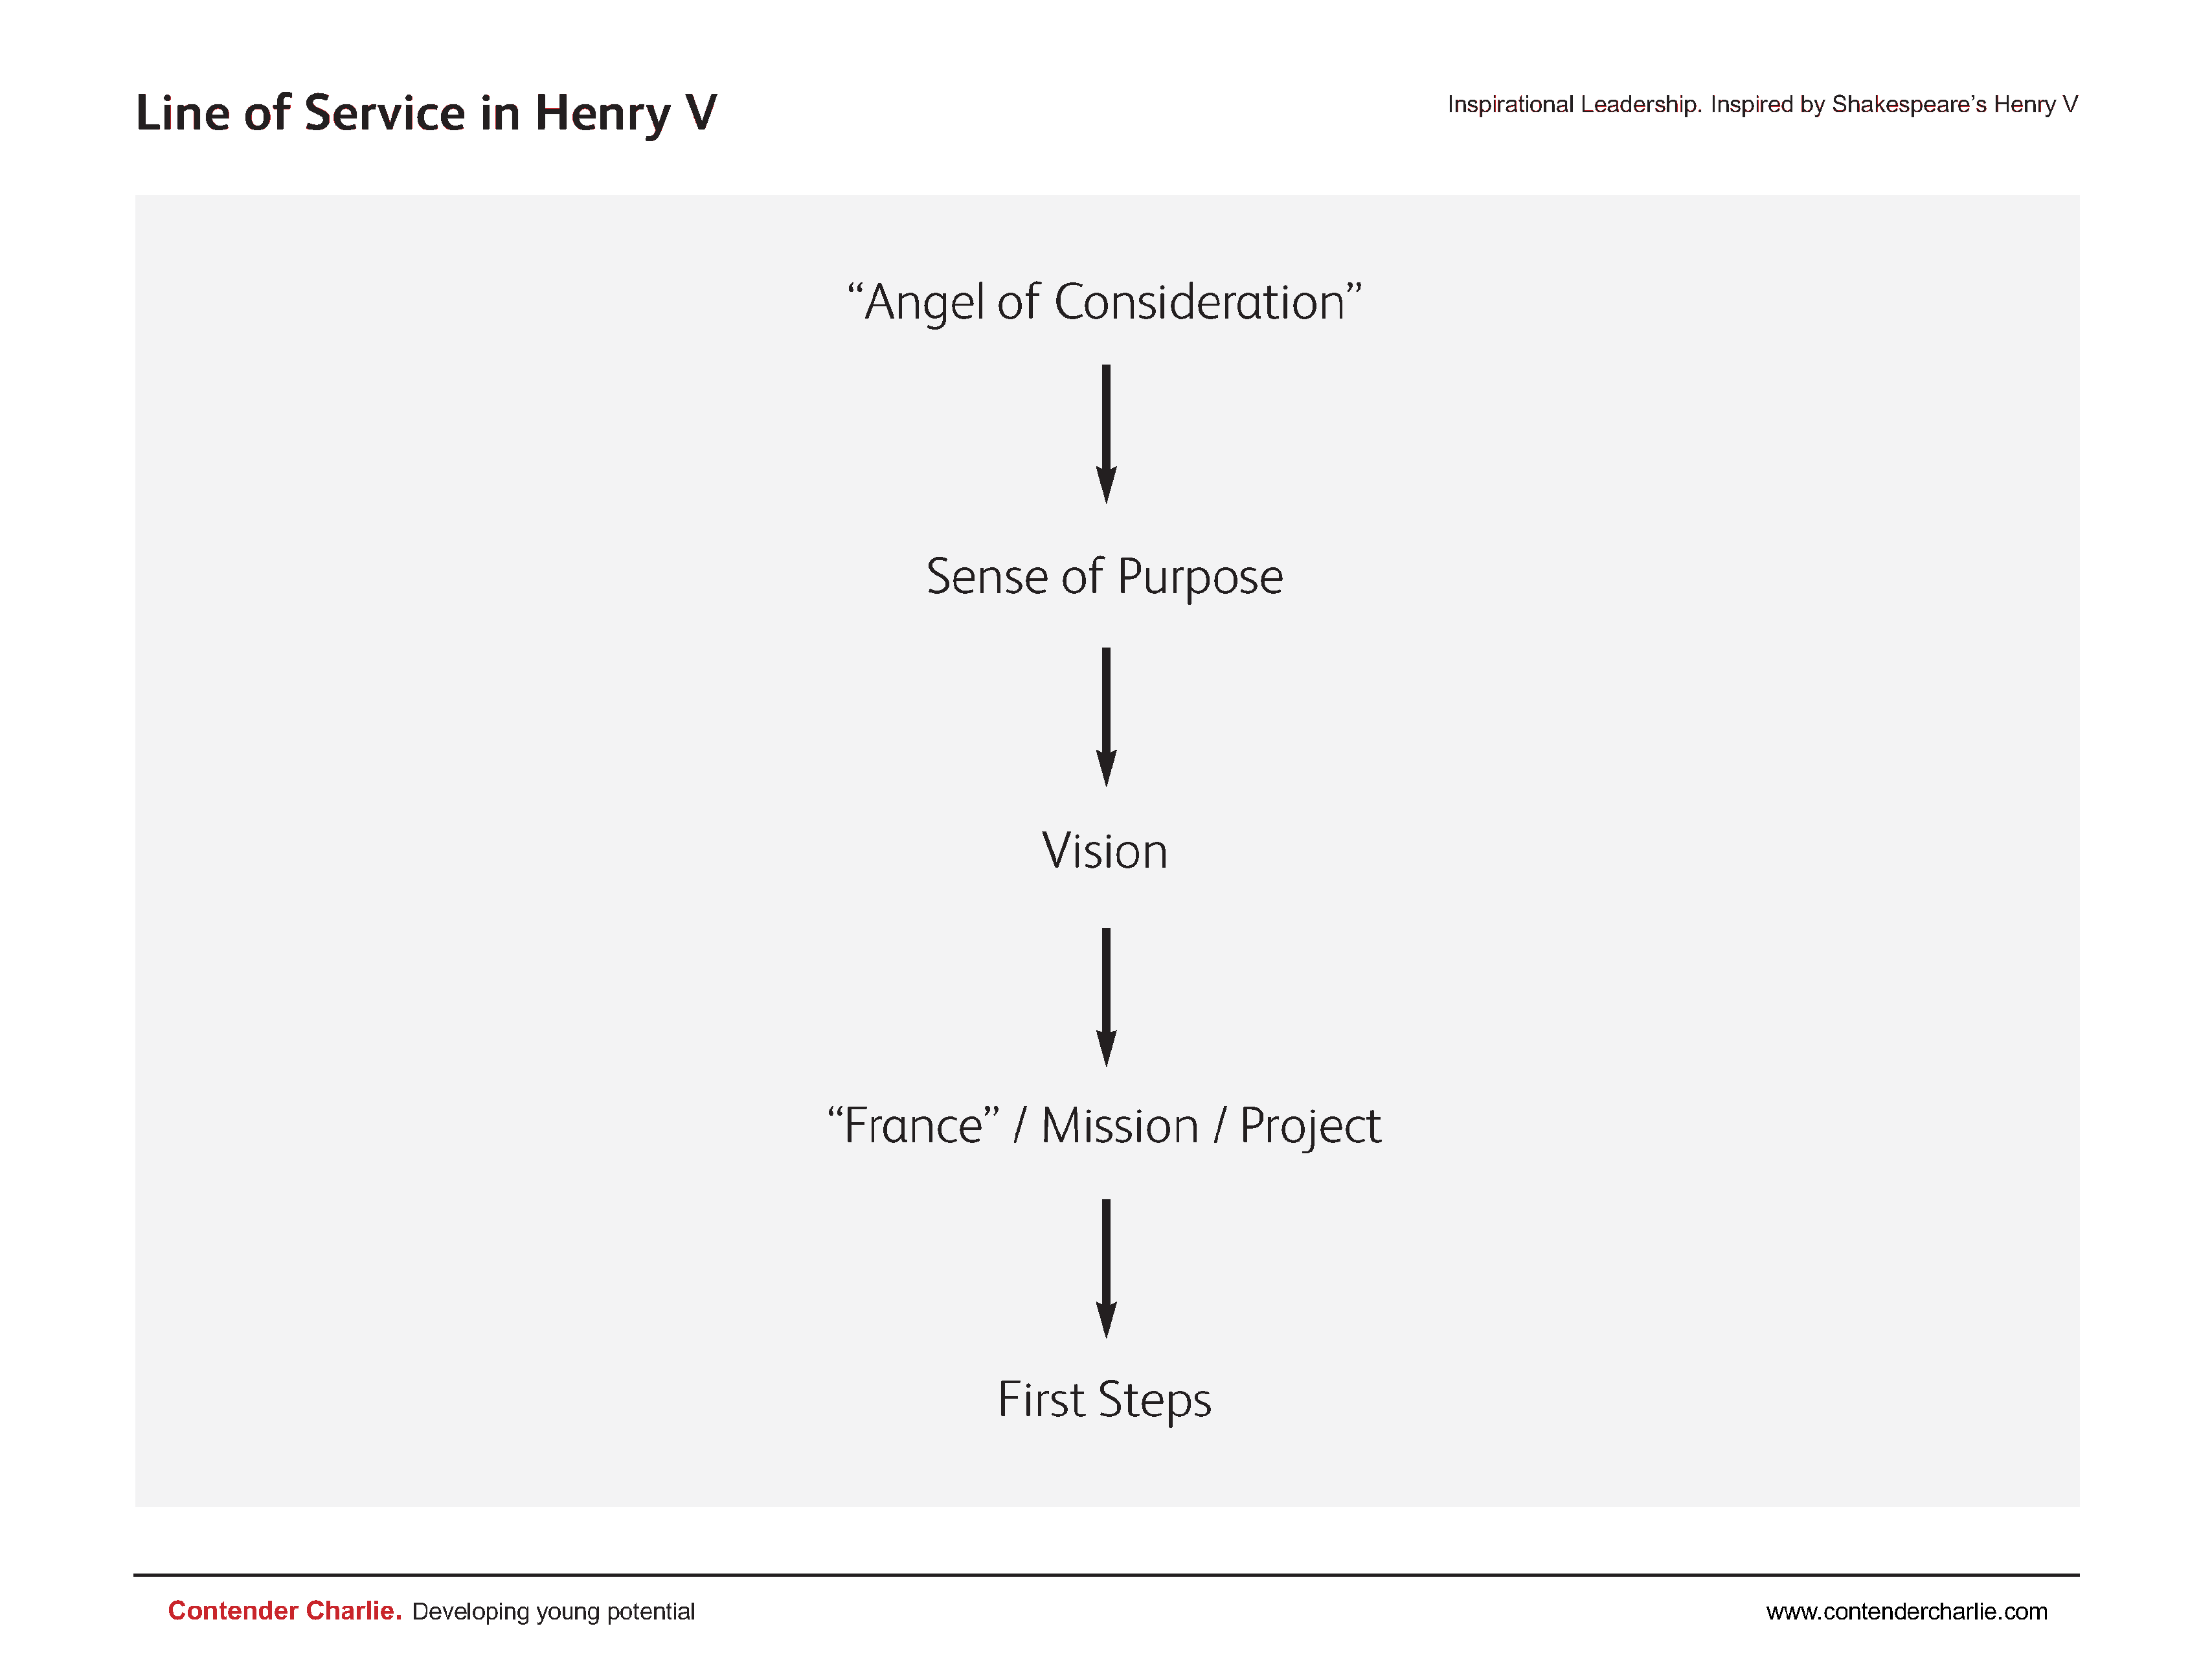 Line of Service in Henry V
Inspirational Leadership. Inspired by Shakespeare’s Henry V
“Angel of Consideration”
Sense of Purpose
Vision
“France” / Mission / Project
First Steps
Contender Charlie. Developing young potential
www.contendercharlie.com